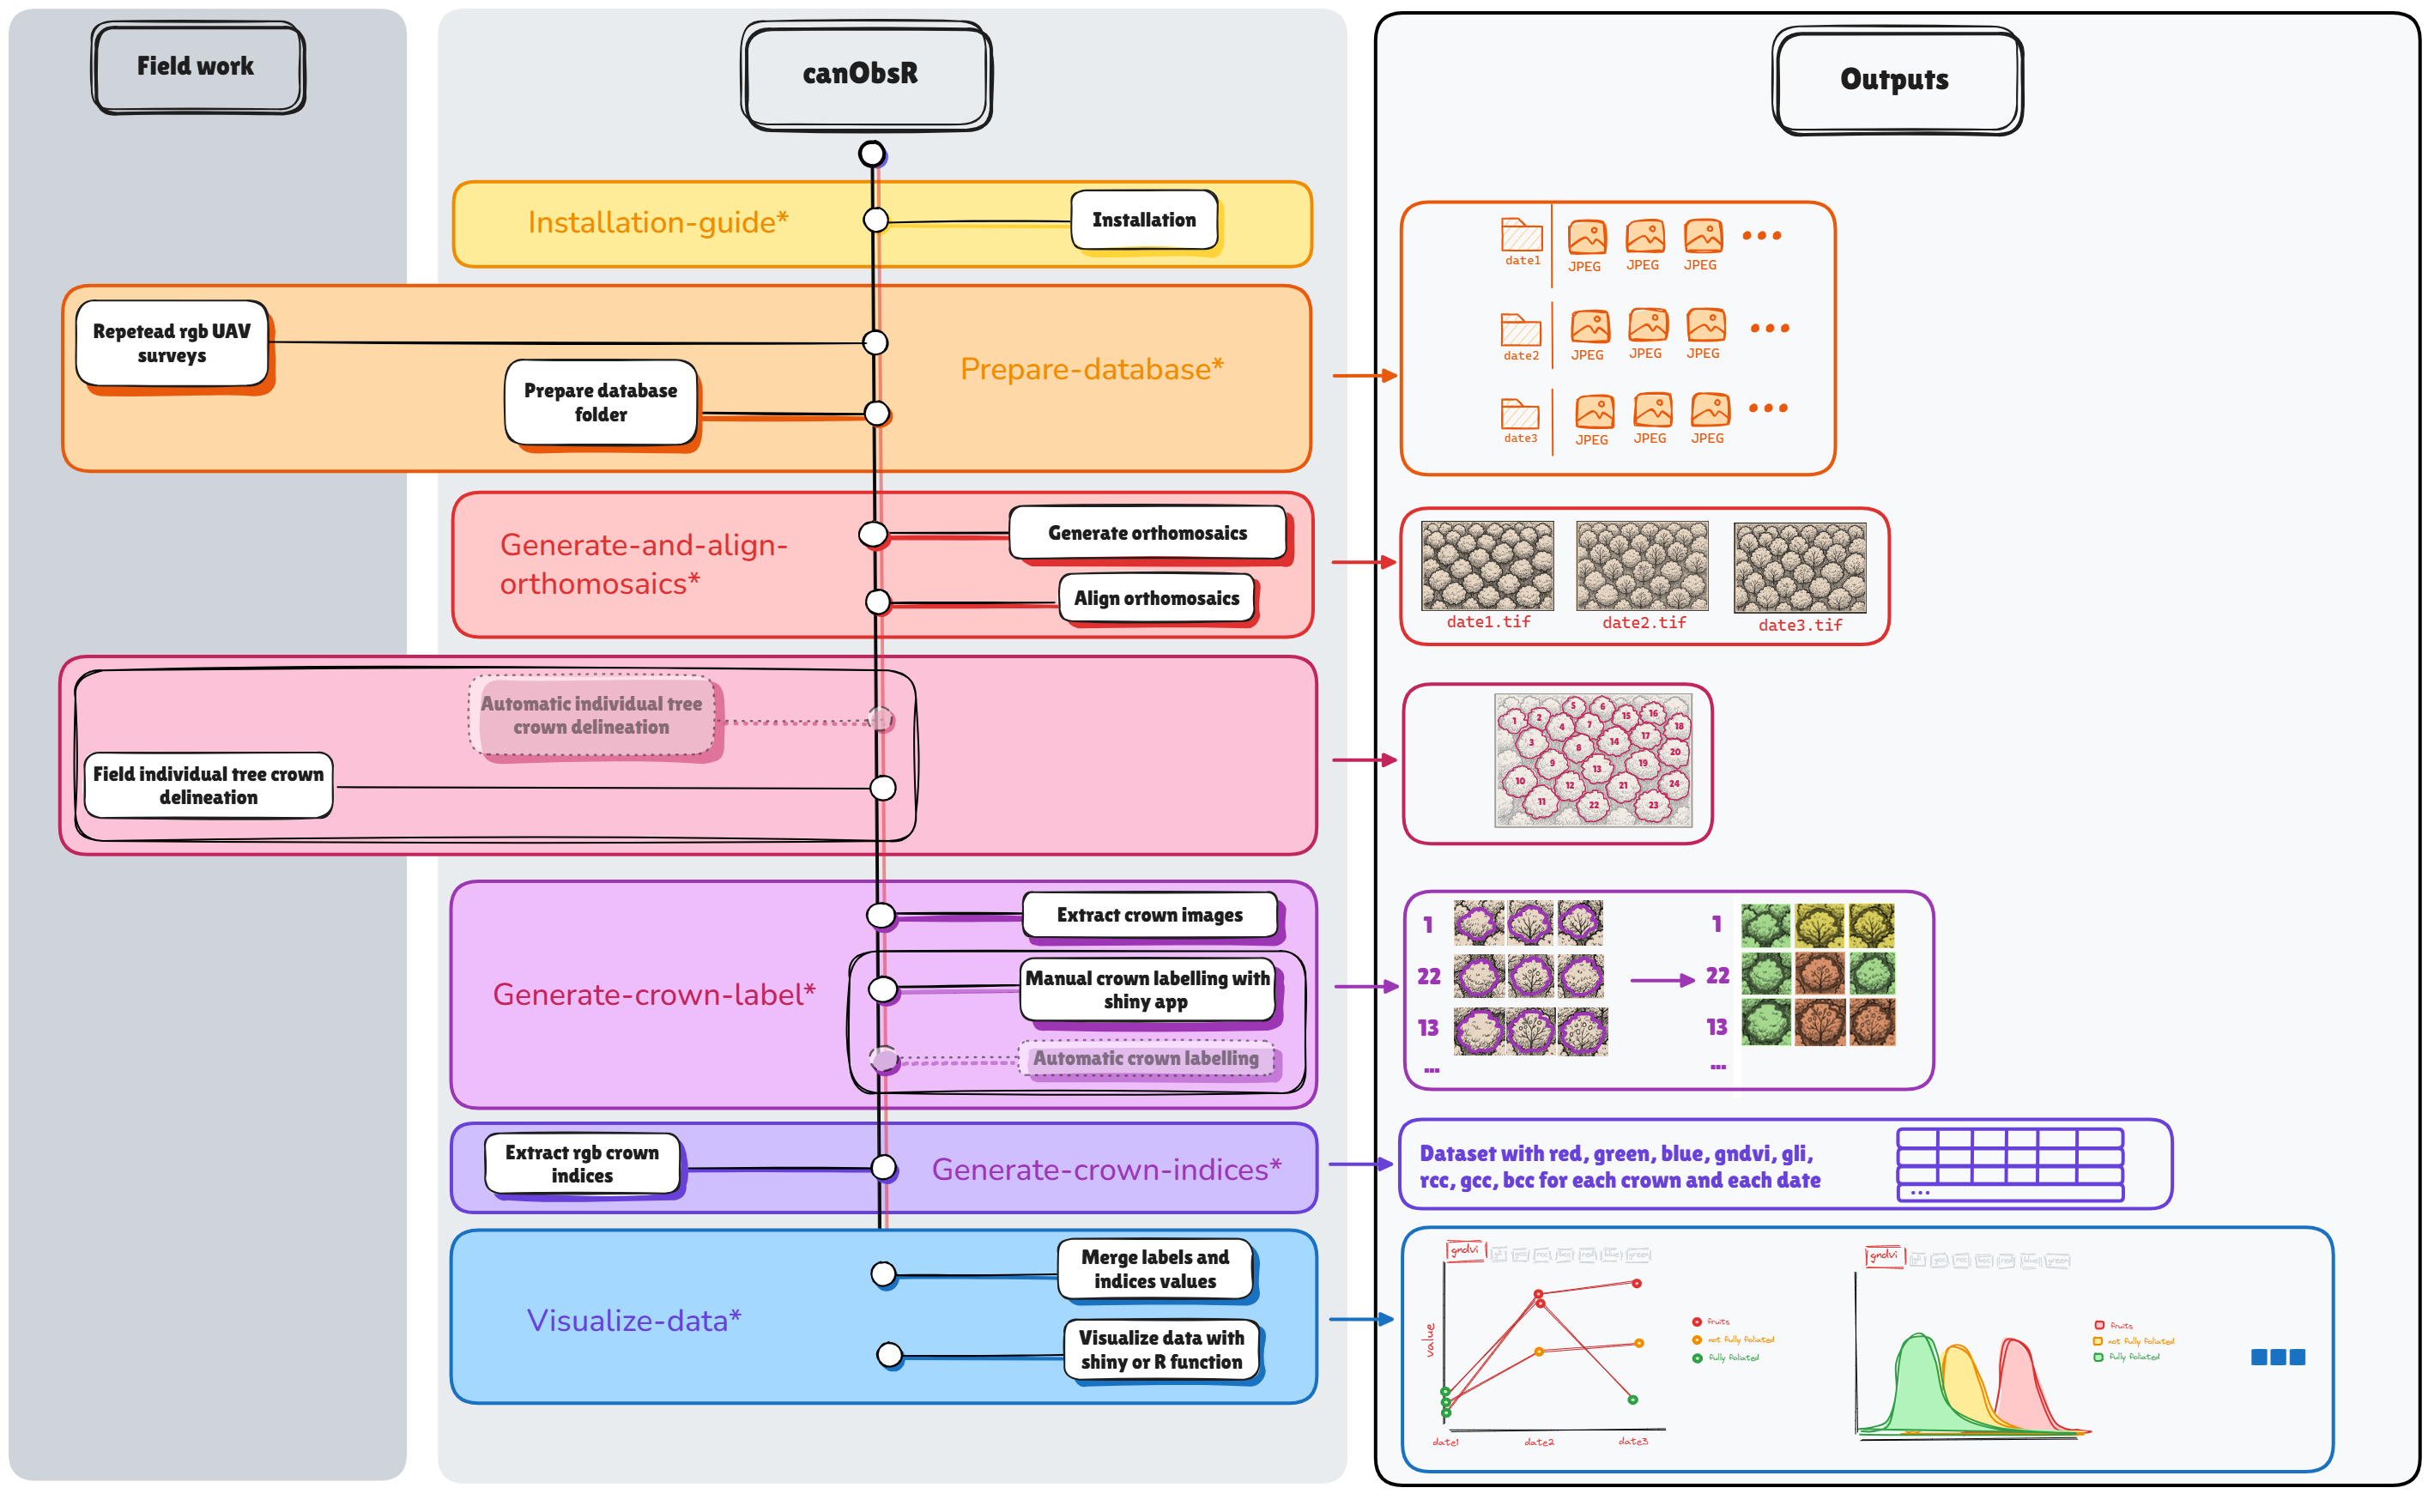 Field work
canObsR
Outputs
Installation-guide*
Installation
Repetead rgb UAV
surveys
Prepare database
folder
Prepare-database*
date1
JPEG
JPEG
JPEG
date2
JPEG
JPEG
JPEG
date3
JPEG
JPEG
JPEG
Generate-and-align-
orthomosaics*
Generate orthomosaics
Align orthomosaics
date1.tif
date2.tif
date3.tif
Automatic individual tree
crown delineation
Field individual tree crown
delineation
1
2
3
4
5
6
7
8
9
10
11
12
13
14
15
16
17
18
19
20
21
22
23
24
Generate-crown-label*
Extract crown images
Manual crown labelling with
shiny app
Automatic crown labelling
1
22
13
...
1
22
13
...
Extract rgb crown
indices
Generate-crown-indices*
Dataset with red, green, blue, gndvi, gli,
rcc, gcc, bcc for each crown and each date
...
Visualize-data*
Merge labels and
indices values
Visualize data with
shiny or R function
gndvi
value
date1
date2
date3
fruits
not fully foliated
fully foliated
gndvi
fruits
not fully foliated
fully foliated